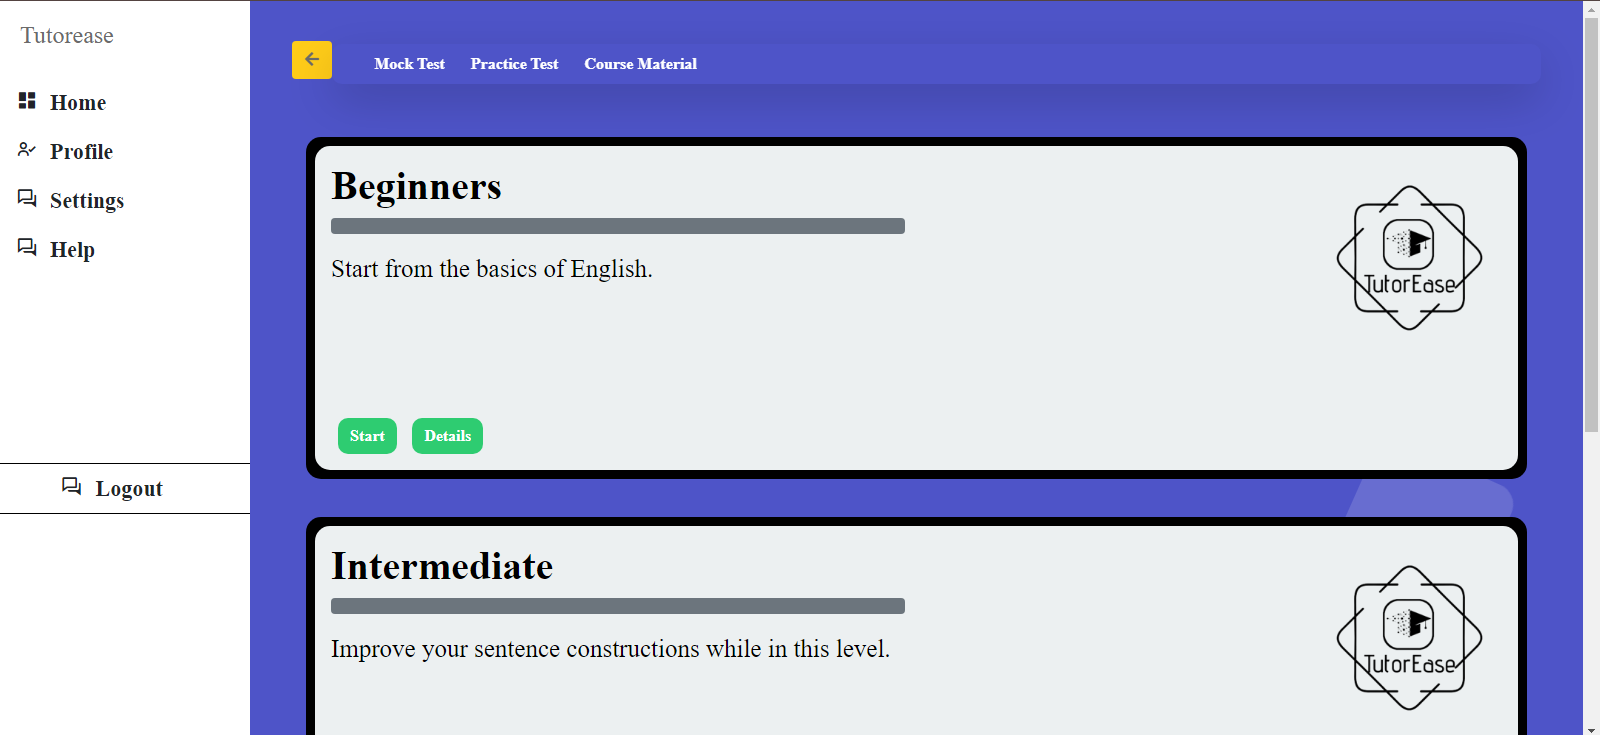 Tutorease
Home
Profile
Settings
Help
Logout
Mock Test Practice Test Course Material
Beginners
Start from the basics of English.
TutorEase
Start Details
Intermediate
Improve your sentence constructions while in this level.
TutorEase